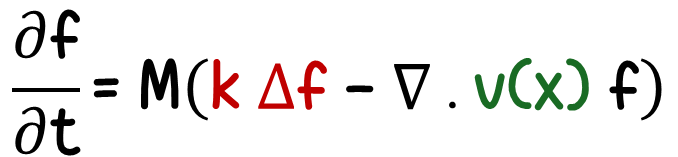 ∂f/∂t = M(k Δf − ∇ . v(x) f)